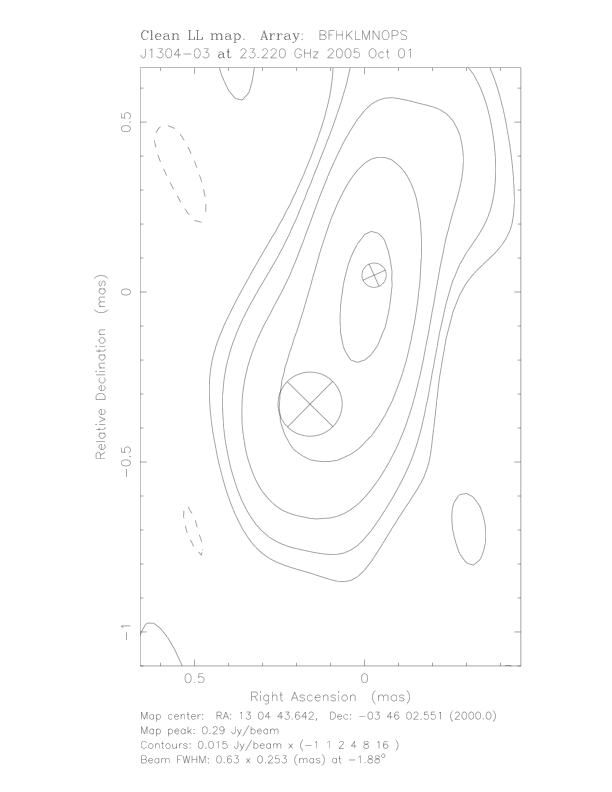 Clean LL map.  Array:  BFHKLMNOPS
J1304−03 at 23.220 GHz 2005 Oct 01
Relative Declination  (mas)
0.5
0
−0.5
−1
0.5
0
Right Ascension  (mas)
Map center:  RA: 13 04 43.642,  Dec: −03 46 02.551 (2000.0)
Map peak: 0.29 Jy/beam
Contours: 0.015 Jy/beam x (−1 1 2 4 8 16 )
Beam FWHM: 0.63 x 0.253 (mas) at −1.88°